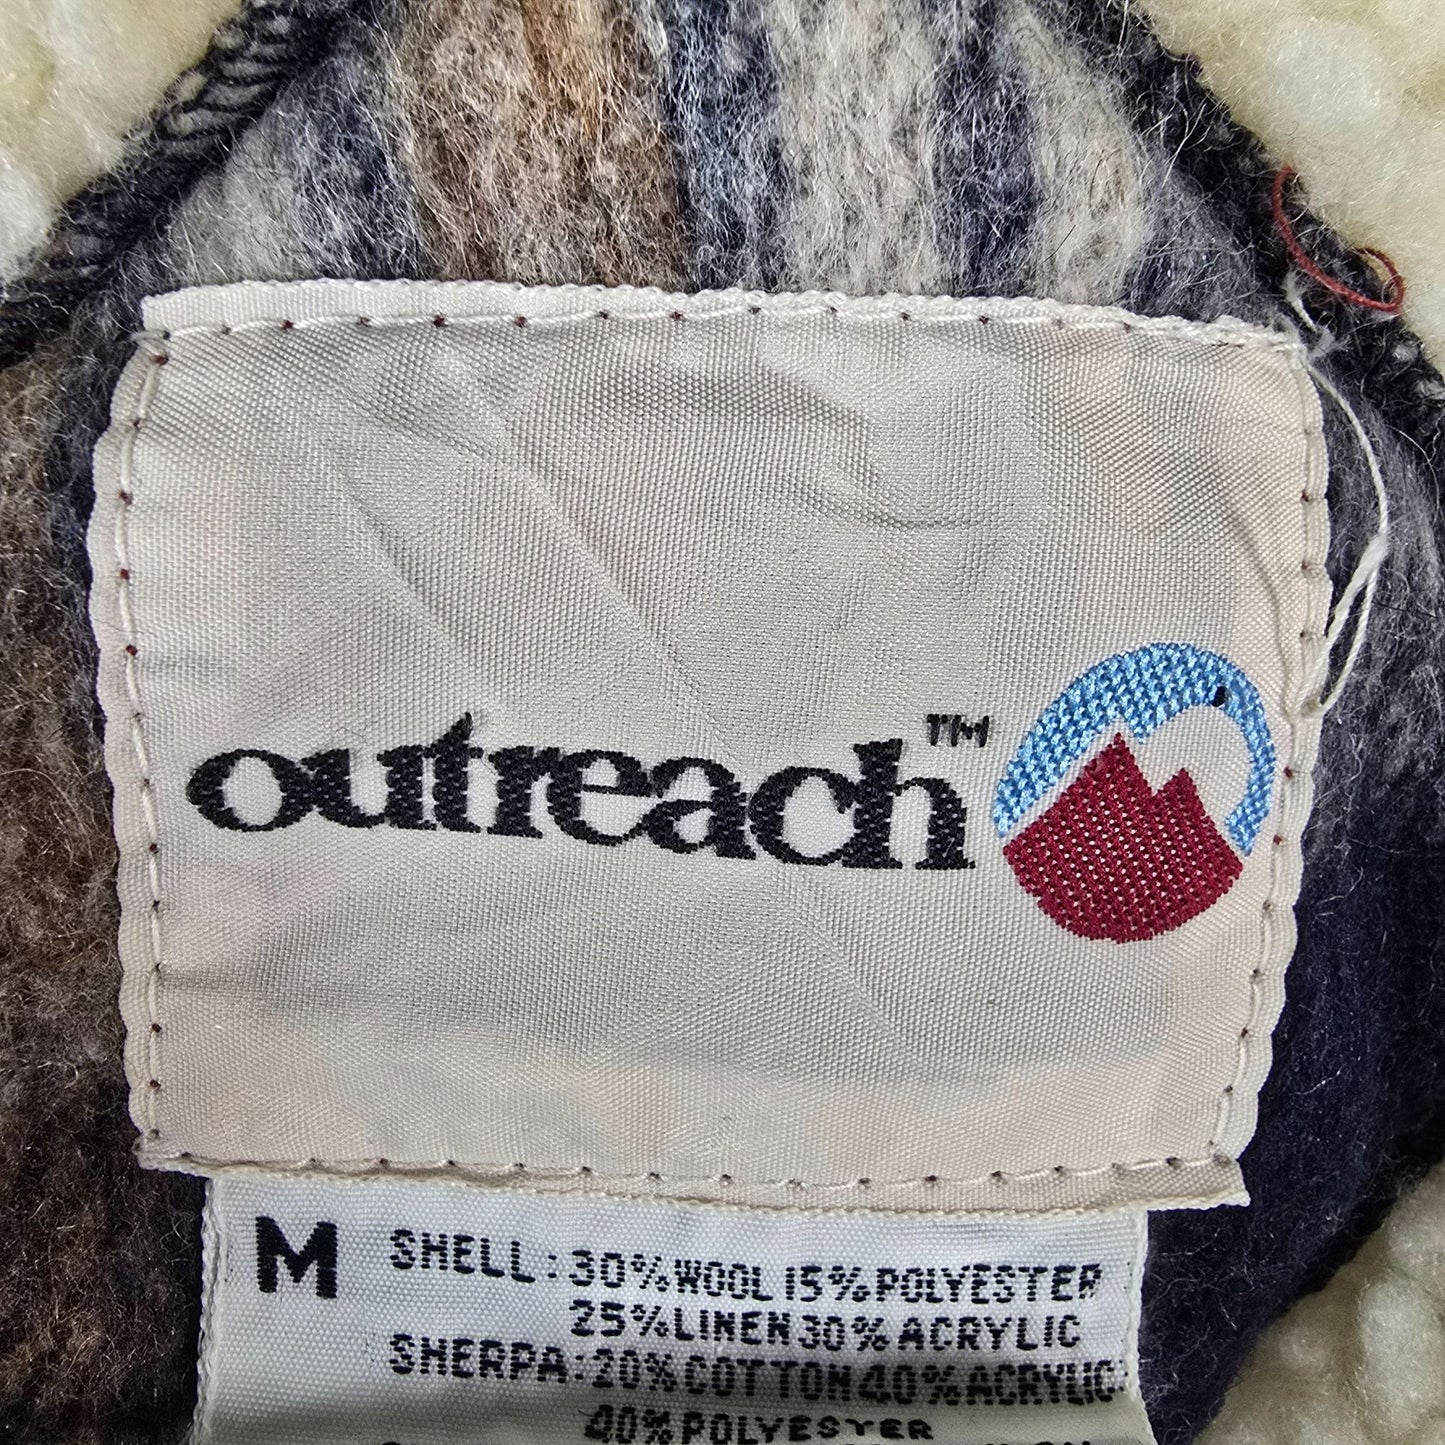 outreach™
M SHELL: 30% WOOL 15% POLYESTER
25% LINEN 30% ACRYLIC
SHERPA: 20% COTTON 40% ACRYLIC
40% POLYESTER